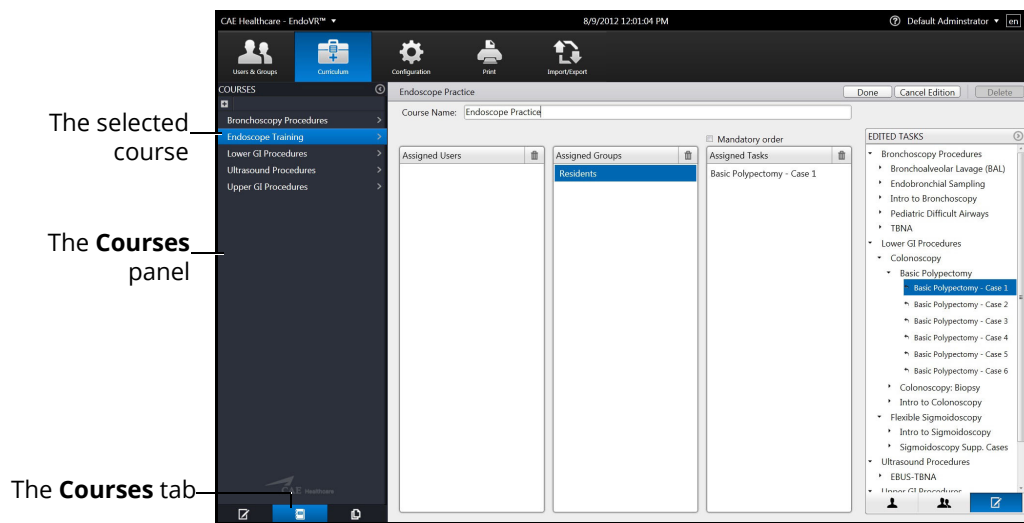 CAE Healthcare - EndoVR™ ▾
8/9/2012 12:01:04 PM
Default Adminstrator ▾ en
Users & Groups
Curriculum
Configuration
Print
Import/Export
COURSES
Bronchoscopy Procedures
Endoscope Training
Lower GI Procedures
Ultrasound Procedures
Upper GI Procedures
The selected
course
The Courses
panel
The Courses tab
CAE Healthcare
Endoscope Practice
Done Cancel Edition Delete
Course Name: Endoscope Practice
Mandatory order
Assigned Users
Assigned Groups
Residents
Assigned Tasks
Basic Polypectomy - Case 1
EDITED TASKS
Bronchoscopy Procedures
Bronchoalveolar Lavage (BAL)
Endobronchial Sampling
Intro to Bronchoscopy
Pediatric Difficult Airways
TBNA
Lower GI Procedures
Colonoscopy
Basic Polypectomy
Basic Polypectomy - Case 1
Basic Polypectomy - Case 2
Basic Polypectomy - Case 3
Basic Polypectomy - Case 4
Basic Polypectomy - Case 5
Basic Polypectomy - Case 6
Colonoscopy: Biopsy
Intro to Colonoscopy
Flexible Sigmoidoscopy
Intro to Sigmoidoscopy
Sigmoidoscopy Supp. Cases
Ultrasound Procedures
EBUS-TBNA
Upper GI Procedures